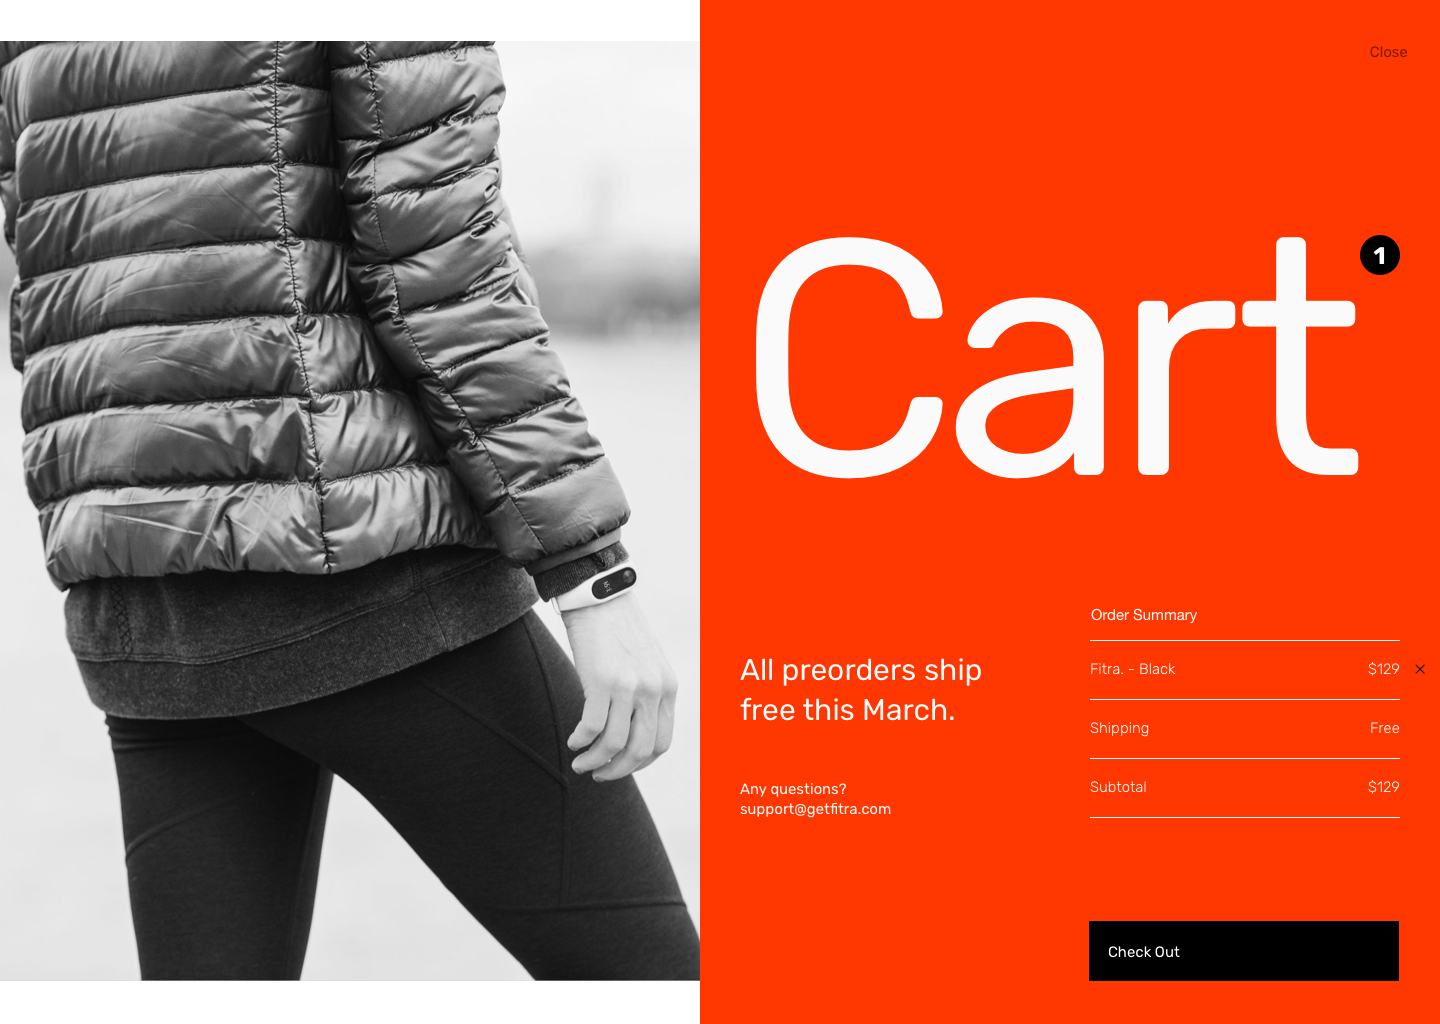 Close
Cart
1
Order Summary
Fitra. - Black $129 ×
Shipping Free
Subtotal $129
All preorders ship
free this March.
Any questions?
support@getfitra.com
Check Out